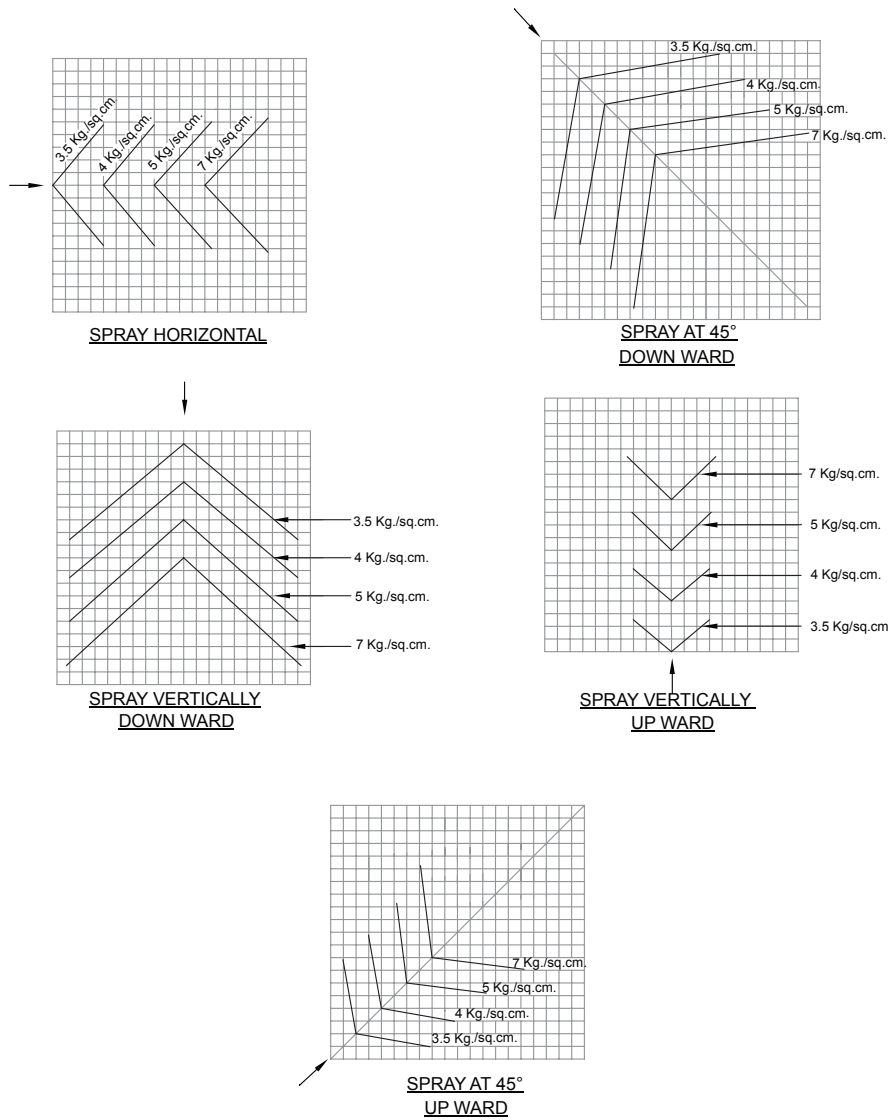 3.5 Kg./sq.cm.
4 Kg./sq.cm.
5 Kg./sq.cm.
7 Kg./sq.cm.
SPRAY HORIZONTAL
3.5 Kg./sq.cm.
4 Kg./sq.cm.
5 Kg./sq.cm.
7 Kg./sq.cm.
SPRAY AT 45°
DOWN WARD
3.5 Kg./sq.cm.
4 Kg./sq.cm.
5 Kg./sq.cm.
7 Kg./sq.cm.
SPRAY VERTICALLY
DOWN WARD
7 Kg/sq.cm.
5 Kg/sq.cm.
4 Kg/sq.cm.
3.5 Kg/sq.cm
SPRAY VERTICALLY
UP WARD
7 Kg./sq.cm.
5 Kg./sq.cm.
4 Kg./sq.cm.
3.5 Kg./sq.cm.
SPRAY AT 45°
UP WARD